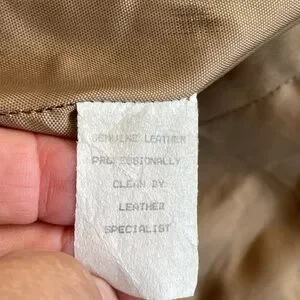 GENUINE LEATHER
PROFESSIONALLY
CLEAN BY
LEATHER
SPECIALIST